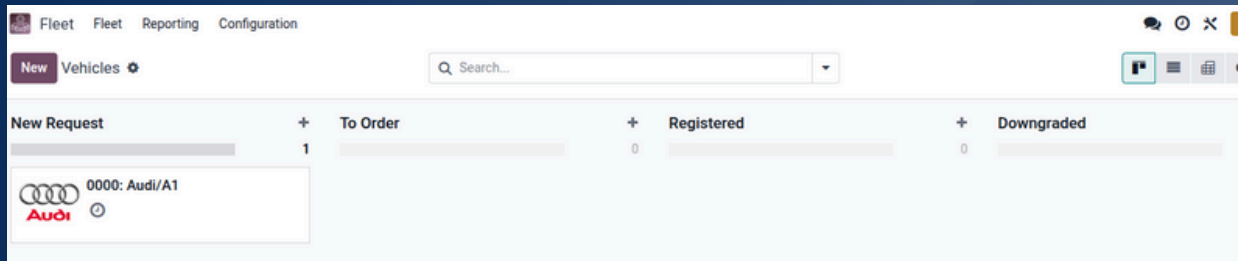 Fleet Fleet Reporting Configuration
New Vehicles Search...
New Request To Order Registered Downgraded
1 0 0
0000: Audi/A1
Audi